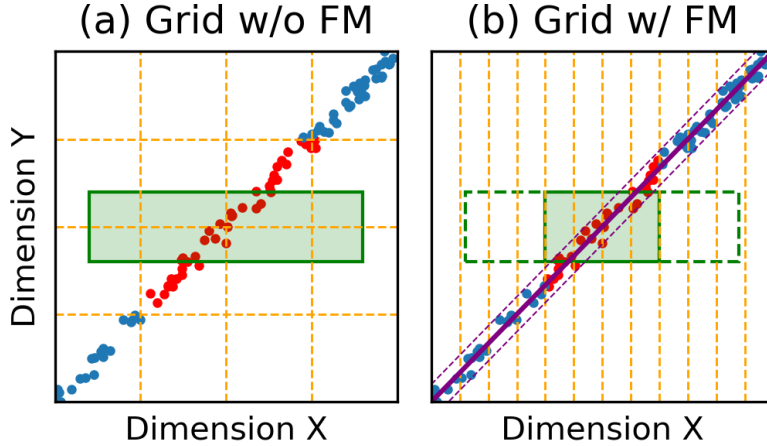 (a) Grid w/o FM
(b) Grid w/ FM
Dimension Y
Dimension X
Dimension X